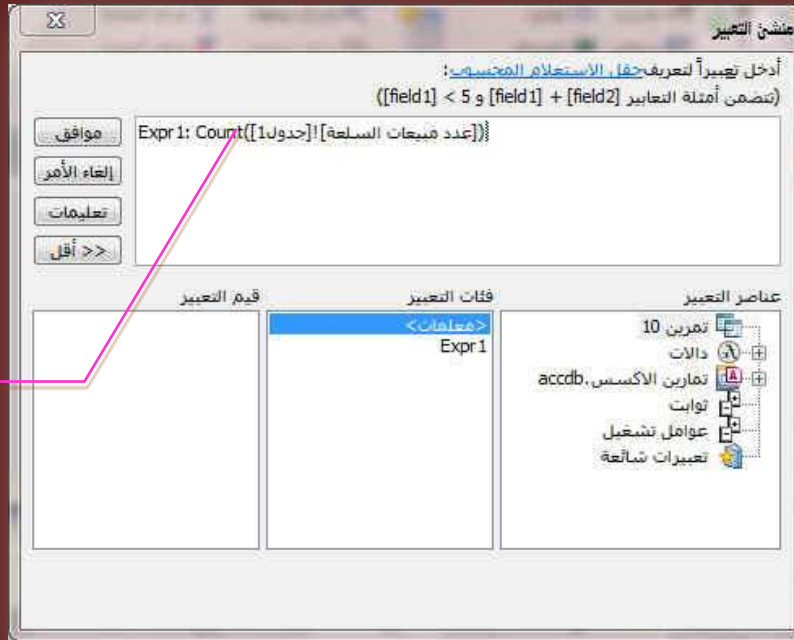 منشئ التعبير
أدخل تعبيراً لتعريف حقل الاستعلام المحسوب:
(تتضمن أمثلة التعابير [field1] + [field2] و [field1] < 5)
Expr1: Count([جدول1]![عدد مبيعات السلعة])
موافق
إلغاء الأمر
تعليمات
<< أقل
عناصر التعبير
تمرين 10
دالات
تمارين الاكسس.accdb
ثوابت
عوامل تشغيل
تعبيرات شائعة
فئات التعبير
<معلمات>
Expr1
قيم التعبير